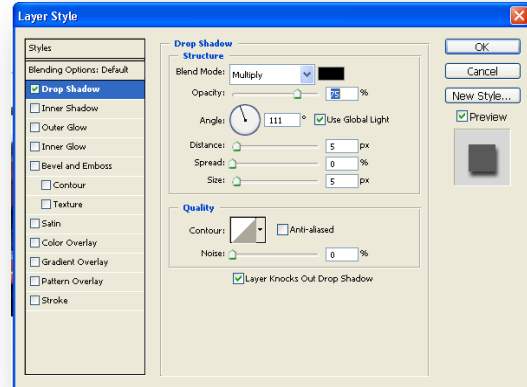 Layer Style
Styles
Blending Options: Default
Drop Shadow
Inner Shadow
Outer Glow
Inner Glow
Bevel and Emboss
Contour
Texture
Satin
Color Overlay
Gradient Overlay
Pattern Overlay
Stroke
Drop Shadow
Structure
Blend Mode: Multiply
Opacity: 75 %
Angle: 111 ° Use Global Light
Distance: 5 px
Spread: 0 %
Size: 5 px
Quality
Contour: Anti-aliased
Noise: 0 %
Layer Knocks Out Drop Shadow
OK
Cancel
New Style...
Preview